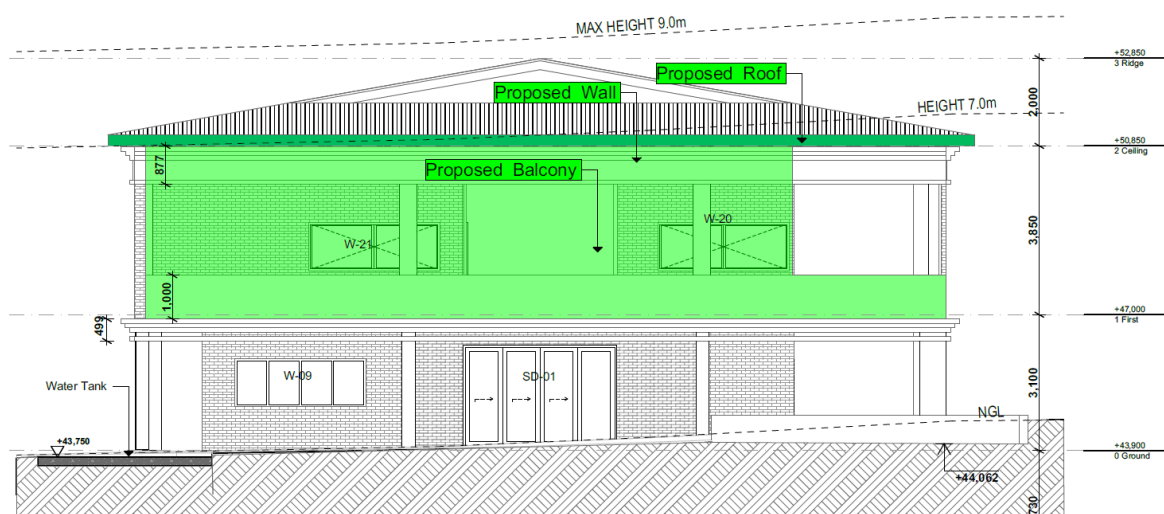 MAX HEIGHT 9.0m
+52,850
3 Ridge
Proposed Roof
Proposed Wall
2,000
HEIGHT 7.0m
+50,850
2 Ceiling
877
Proposed Balcony
W-21
W-20
3,850
1,000
499
+47,000
1 First
Water Tank
W-09
SD-01
3,100
NGL
+43,750
+43,900
0 Ground
+44,062
730